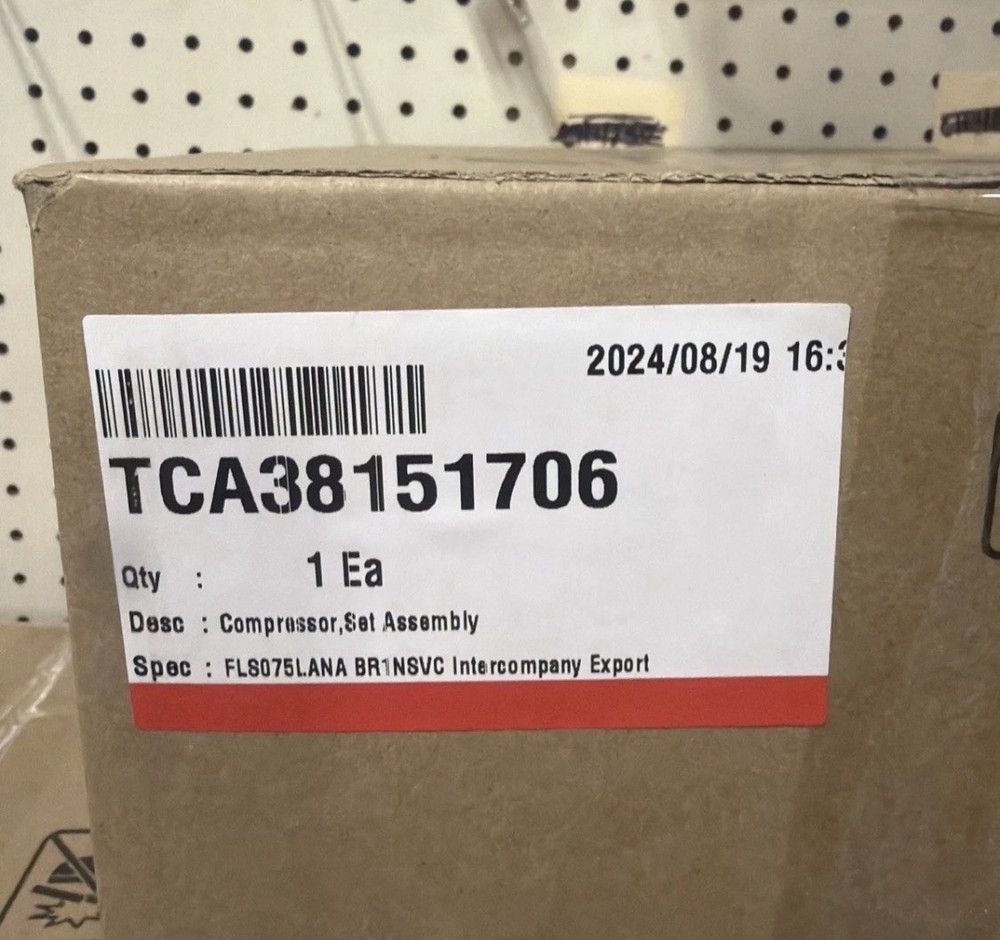 2024/08/19 16:3
TCA38151706
Qty : 1 Ea
Desc : Compressor,Set Assembly
Spec : FLS075LANA BR1NSVC Intercompany Export